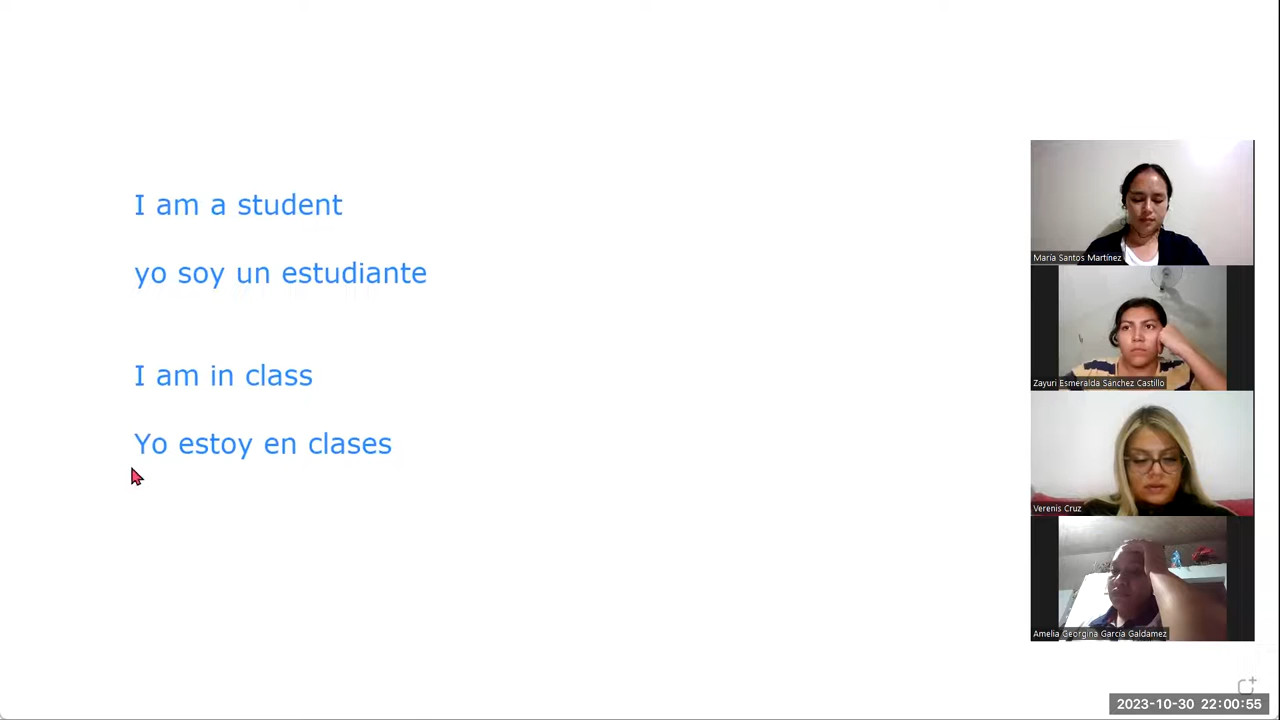 I am a student
yo soy un estudiante
I am in class
Yo estoy en clases
María Santos Martínez
Zayuri Esmeralda Sánchez Castillo
Verenis Cruz
Amelia Georgina García Galdamez
2023-10-30 22:00:55